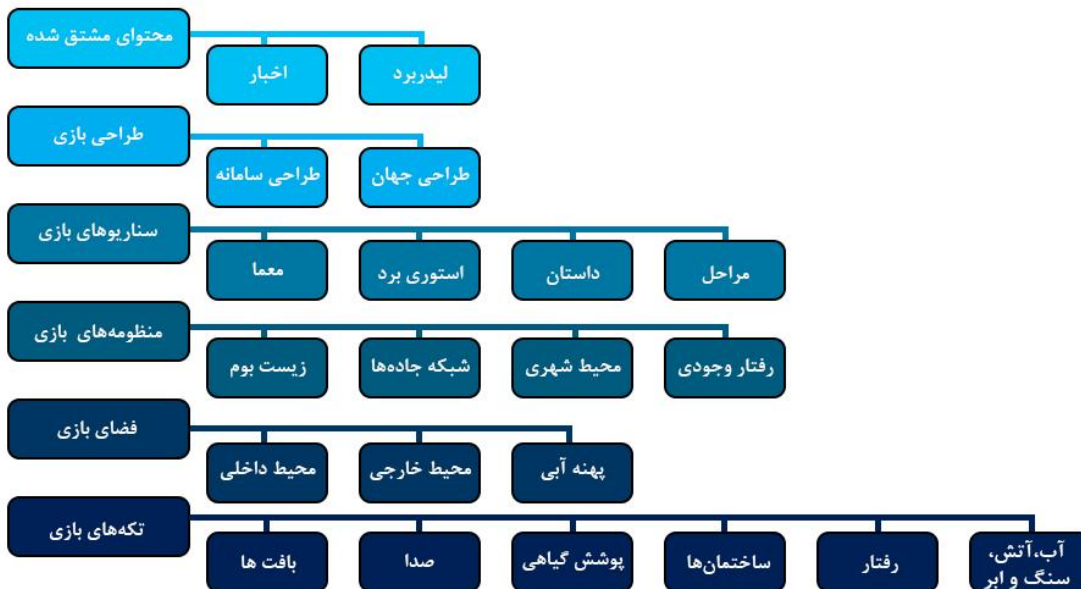 محتوای مشتق شده
اخبار
لیدربرد
طراحی بازی
طراحی سامانه
طراحی جهان
سناریوهای بازی
معما
استوری برد
داستان
مراحل
منظومه‌های بازی
زیست بوم
شبکه جاده‌ها
محیط شهری
رفتار وجودی
فضای بازی
محیط داخلی
محیط خارجی
پهنه آبی
تکه‌های بازی
بافت ها
صدا
پوشش گیاهی
ساختمان‌ها
رفتار
آب،آتش،
سنگ و ابر